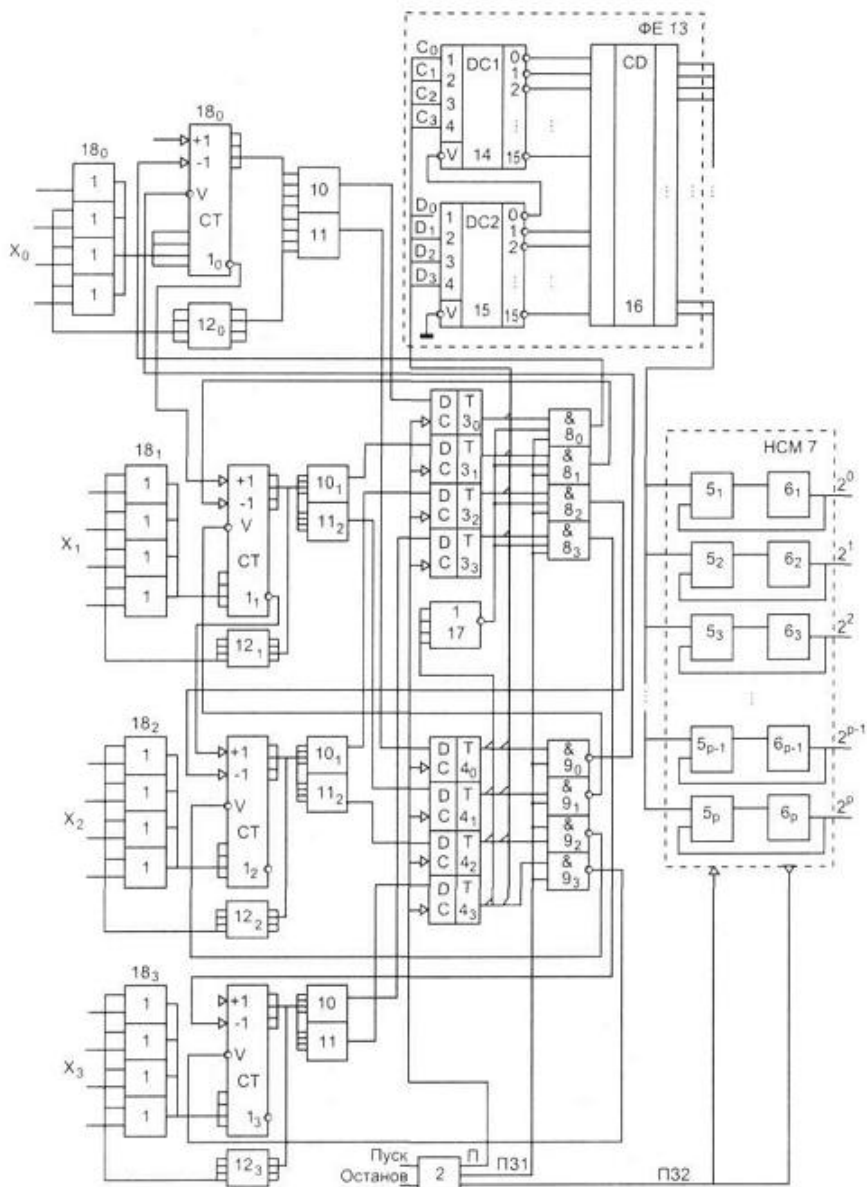 ФЕ 13
C₀
C₁
C₂
C₃
1
2
3
4
V
DC1
14
0
1
2
15
CD
16
D₀
D₁
D₂
D₃
1
2
3
4
V
DC2
15
0
1
2
15
18₀
1
1
1
1
X₀
18₀
+1
-1
V
CT
1₀
10
11
12₀
18₁
1
1
1
1
X₁
+1
-1
V
CT
1₁
10₁
11₂
12₁
D T
C 3₀
D T
C 3₁
D T
C 3₂
D T
C 3₃
&
8₀
&
8₁
&
8₂
&
8₃
1
17
18₂
1
1
1
1
X₂
+1
-1
V
CT
1₂
10₁
11₂
12₂
D T
C 4₀
D T
C 4₁
D T
C 4₂
D T
C 4₃
&
9₀
&
9₁
&
9₂
&
9₃
18₃
1
1
1
1
X₃
+1
-1
V
CT
1₃
10
11
12₃
НСМ 7
5₁ 6₁ 2⁰
5₂ 6₂ 2¹
5₃ 6₃ 2²
5ₚ₋₁ 6ₚ₋₁ 2ᵖ⁻¹
5ₚ 6ₚ 2ᵖ
Пуск
Останов
2
П
ПЗ1
ПЗ2